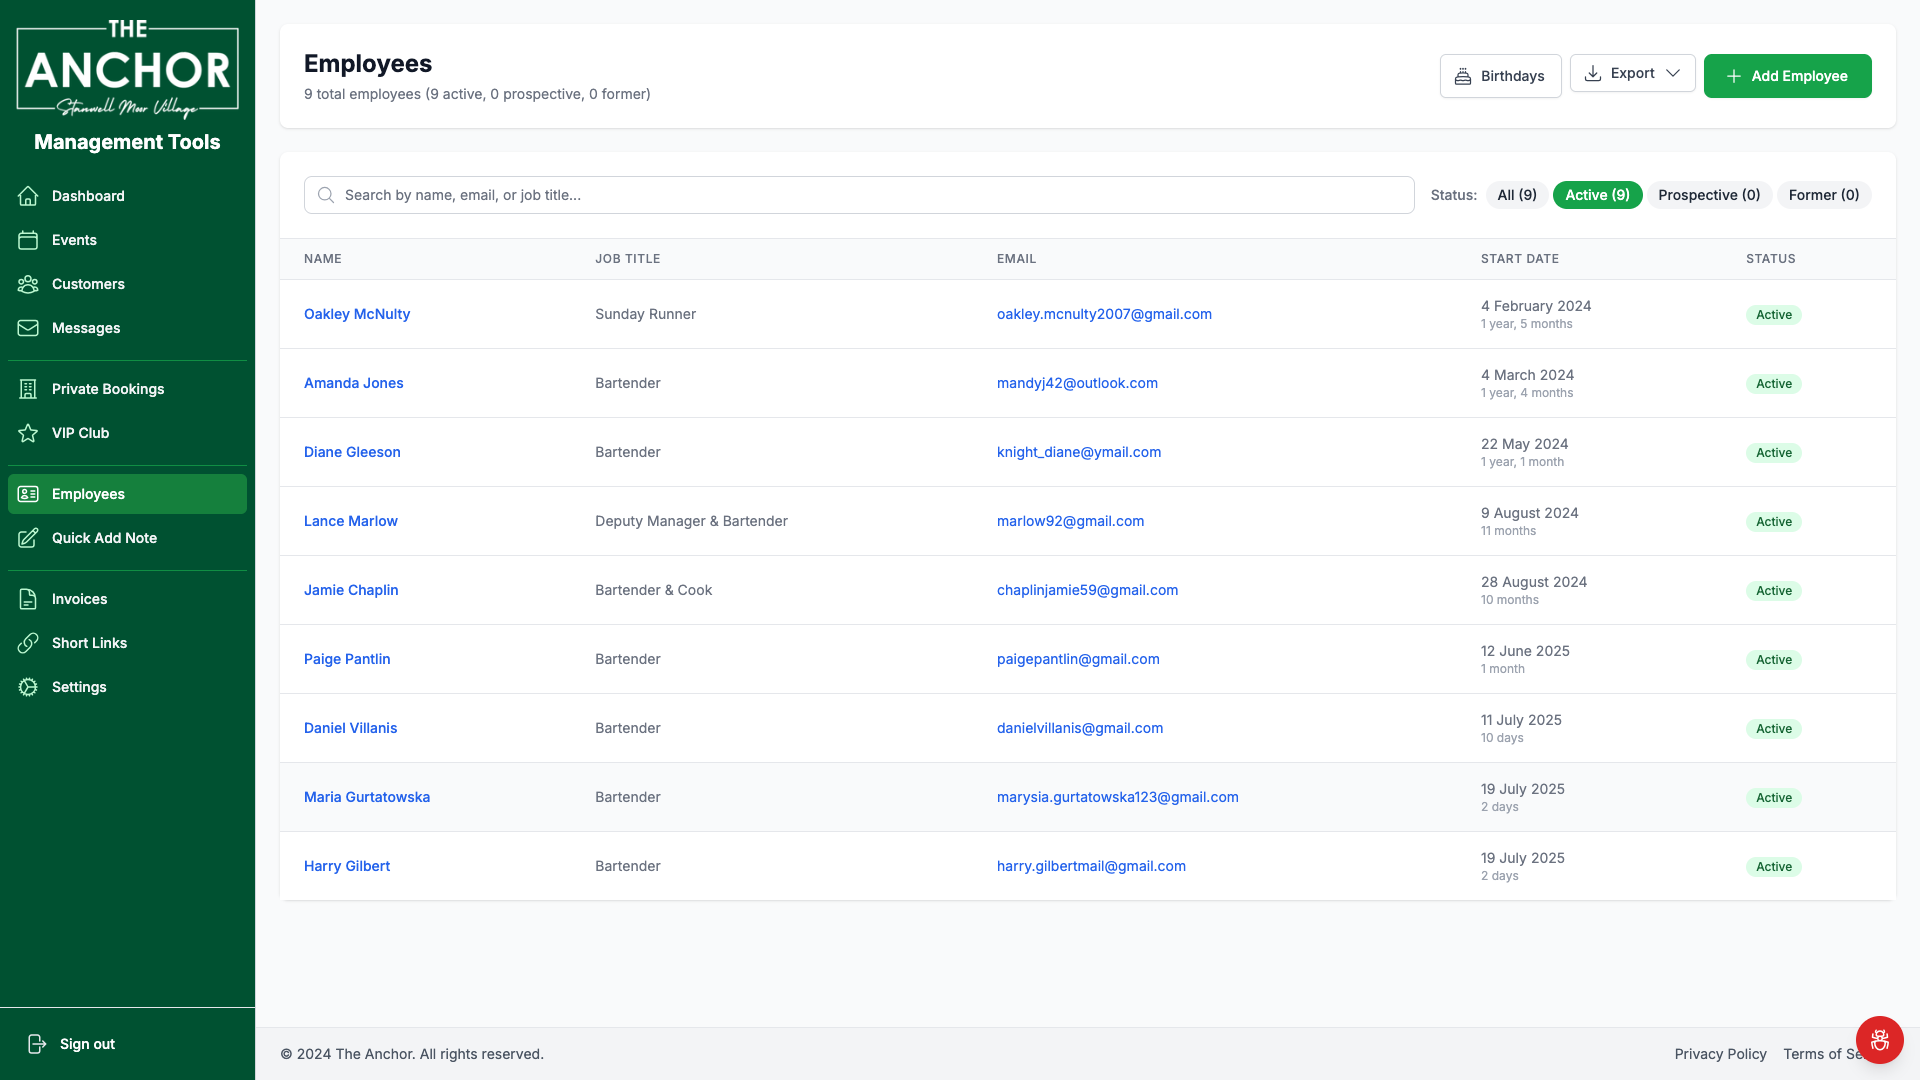 THE
ANCHOR
Stanwell Moor Village
Management Tools
Dashboard
Events
Customers
Messages
Private Bookings
VIP Club
Employees
Quick Add Note
Invoices
Short Links
Settings
Sign out
Employees
9 total employees (9 active, 0 prospective, 0 former)
Birthdays
Export
Add Employee
Search by name, email, or job title...
Status: All (9) Active (9) Prospective (0) Former (0)
NAME JOB TITLE EMAIL START DATE STATUS
Oakley McNulty Sunday Runner oakley.mcnulty2007@gmail.com 4 February 2024 Active
1 year, 5 months
Amanda Jones Bartender mandyj42@outlook.com 4 March 2024 Active
1 year, 4 months
Diane Gleeson Bartender knight_diane@ymail.com 22 May 2024 Active
1 year, 1 month
Lance Marlow Deputy Manager & Bartender marlow92@gmail.com 9 August 2024 Active
11 months
Jamie Chaplin Bartender & Cook chaplinjamie59@gmail.com 28 August 2024 Active
10 months
Paige Pantlin Bartender paigepantlin@gmail.com 12 June 2025 Active
1 month
Daniel Villanis Bartender danielvillanis@gmail.com 11 July 2025 Active
10 days
Maria Gurtatowska Bartender marysia.gurtatowska123@gmail.com 19 July 2025 Active
2 days
Harry Gilbert Bartender harry.gilbertmail@gmail.com 19 July 2025 Active
2 days
© 2024 The Anchor. All rights reserved.
Privacy Policy Terms of